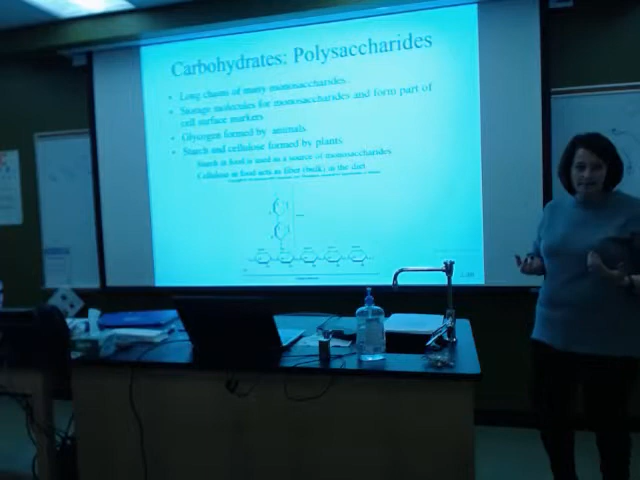 Carbohydrates: Polysaccharides
• Long chains of many monosaccharides.
• Storage molecules for monosaccharides and form part of
cell surface markers
• Glycogen formed by animals
• Starch and cellulose formed by plants
Starch in food is used as a source of monosaccharides
Cellulose in food acts as fiber (bulk) in the diet